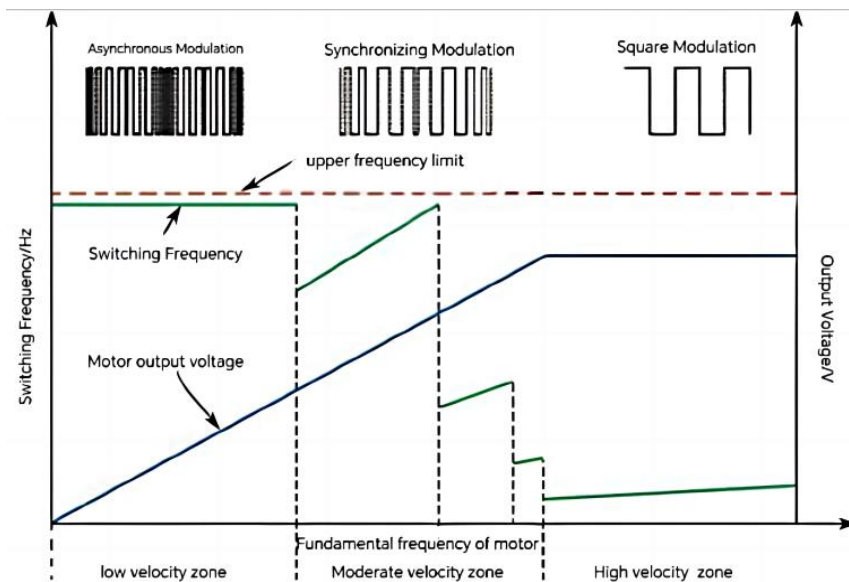 Asynchronous Modulation
Synchronizing Modulation
Square Modulation
upper frequency limit
Switching Frequency
Motor output voltage
Switching Frequency/Hz
Output Voltage/V
Fundamental frequency of motor
low velocity zone
Moderate velocity zone
High velocity zone